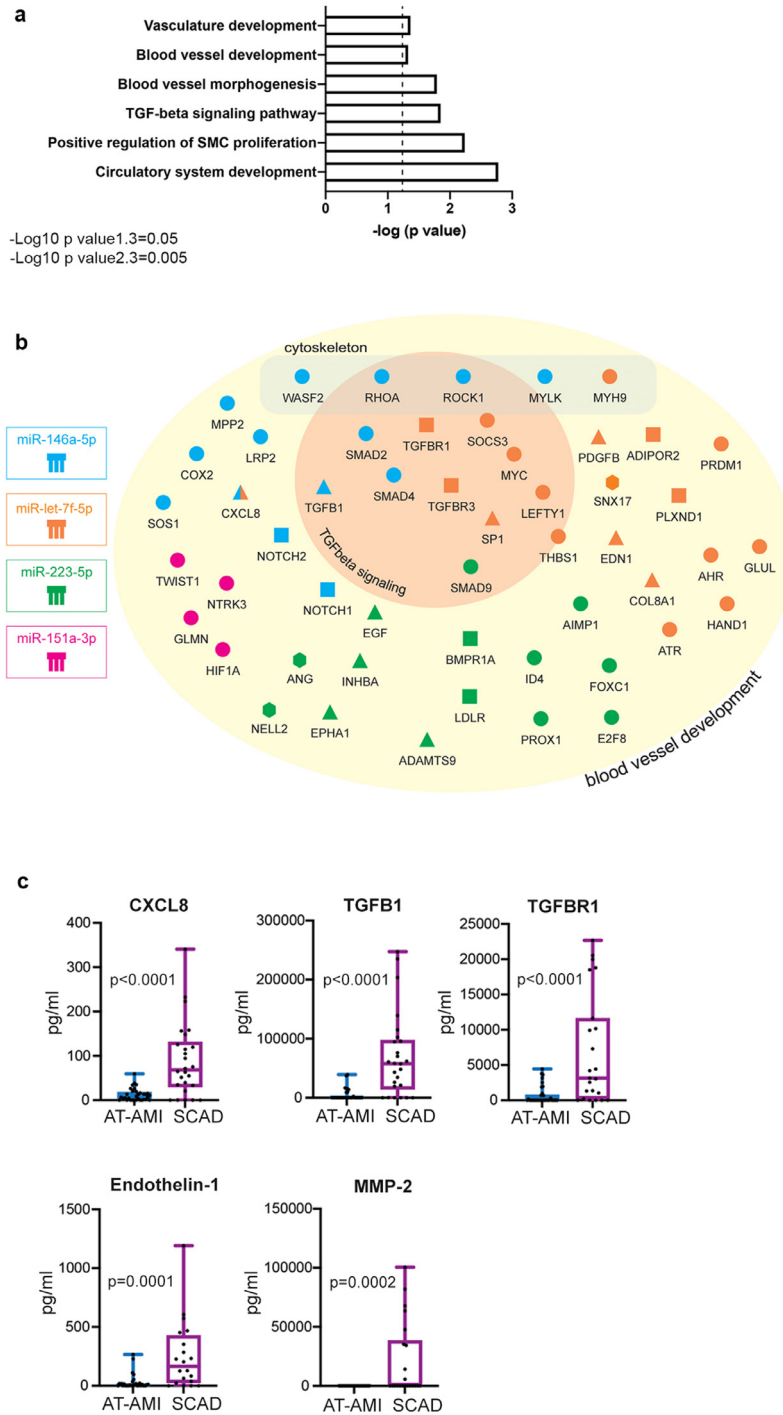 a
Vasculature development
Blood vessel development
Blood vessel morphogenesis
TGF-beta signaling pathway
Positive regulation of SMC proliferation
Circulatory system development
0 1 2 3
-log (p value)
-Log10 p value1.3=0.05
-Log10 p value2.3=0.005
b
cytoskeleton
WASF2 RHOA ROCK1 MYLK MYH9
miR-146a-5p
miR-let-7f-5p
miR-223-5p
miR-151a-3p
MPP2
LRP2
COX2
SOS1
CXCL8
SMAD2
SMAD4
TGFB1
TGFBR1
SOCS3
MYC
TGFBR3
LEFTY1
SP1
THBS1
SMAD9
TGFbeta signaling
PDGFB
ADIPOR2
PRDM1
SNX17
PLXND1
EDN1
GLUL
AHR
COL8A1
HAND1
ATR
NOTCH2
NOTCH1
TWIST1
NTRK3
GLMN
HIF1A
EGF
ANG
INHBA
NELL2
EPHA1
ADAMTS9
BMPR1A
LDLR
AIMP1
ID4
FOXC1
PROX1
E2F8
blood vessel development
c
CXCL8
400
300
200
100
0
pg/ml
p<0.0001
AT-AMI SCAD
TGFB1
300000
200000
100000
0
pg/ml
p<0.0001
AT-AMI SCAD
TGFBR1
25000
20000
15000
10000
5000
0
pg/ml
p<0.0001
AT-AMI SCAD
Endothelin-1
1500
1000
500
0
pg/ml
p=0.0001
AT-AMI SCAD
MMP-2
150000
100000
50000
0
pg/ml
p=0.0002
AT-AMI SCAD